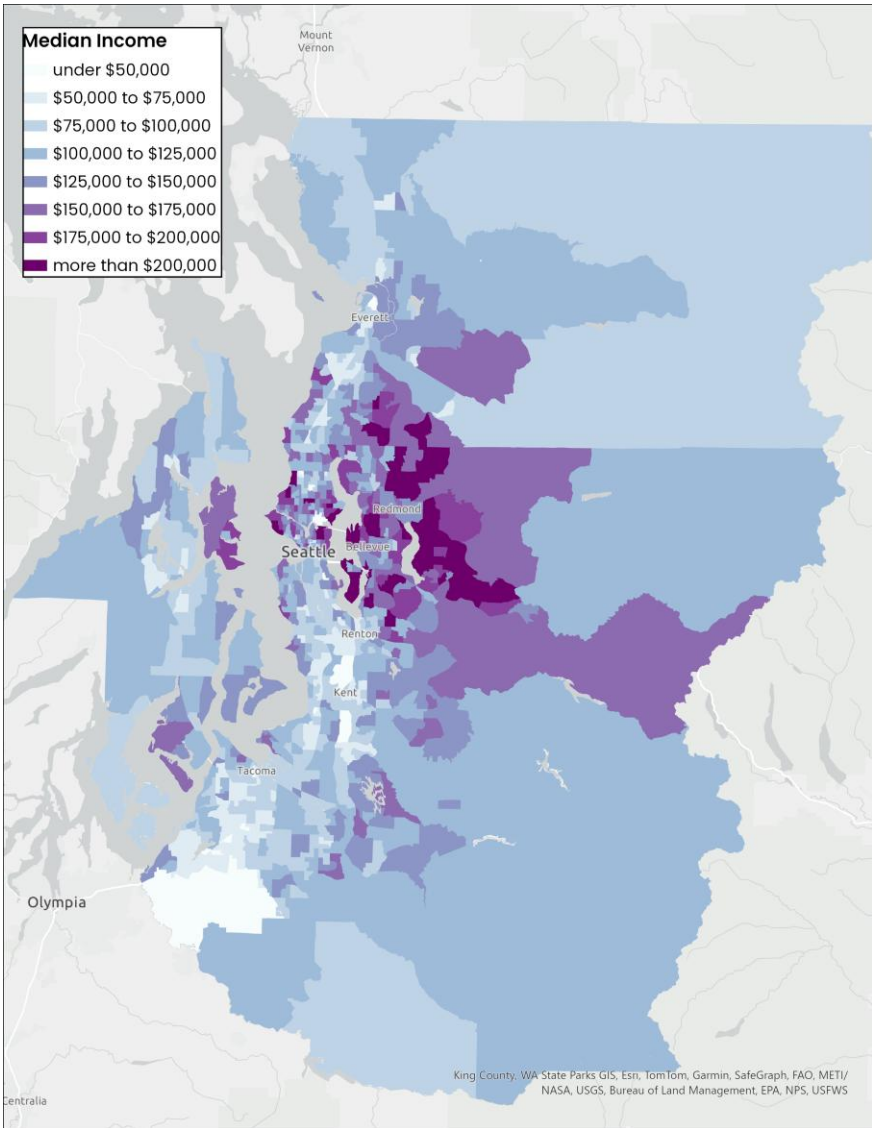 Median Income
under $50,000
$50,000 to $75,000
$75,000 to $100,000
$100,000 to $125,000
$125,000 to $150,000
$150,000 to $175,000
$175,000 to $200,000
more than $200,000
Mount
Vernon
Everett
Redmond
Seattle
Bellevue
Renton
Kent
Tacoma
Olympia
King County, WA State Parks GIS, Esri, TomTom, Garmin, SafeGraph, FAO, METI/
NASA, USGS, Bureau of Land Management, EPA, NPS, USFWS
Centralia